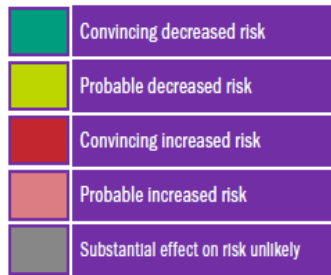 Convincing decreased risk
Probable decreased risk
Convincing increased risk
Probable increased risk
Substantial effect on risk unlikely